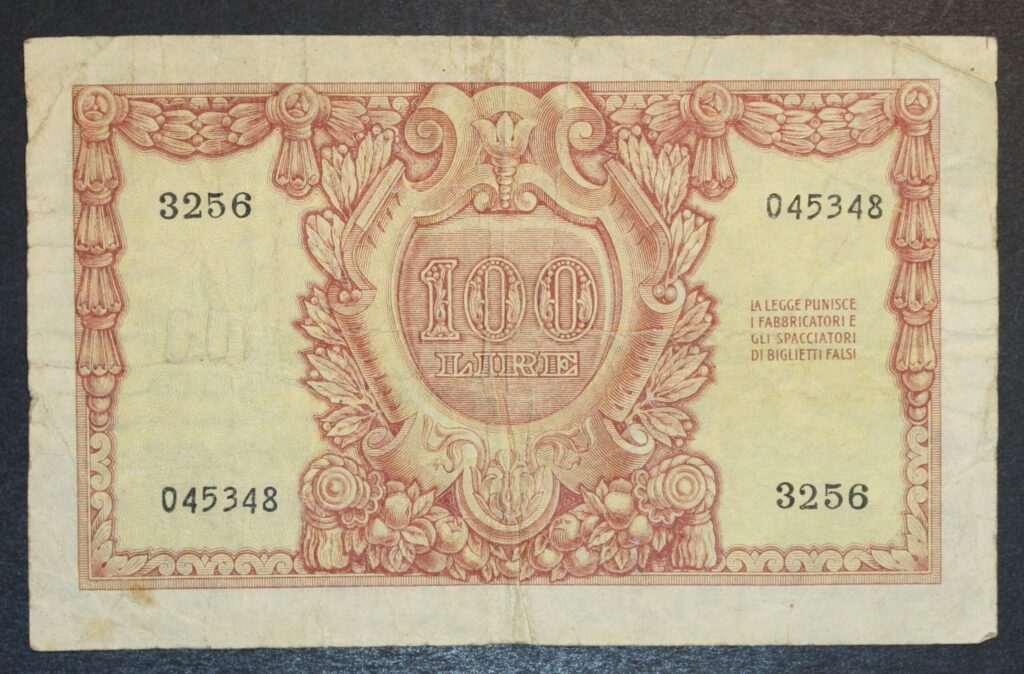 3256
045348
100
LIRE
LA LEGGE PUNISCE
I FABBRICATORI E
GLI SPACCIATORI
DI BIGLIETTI FALSI
045348
3256